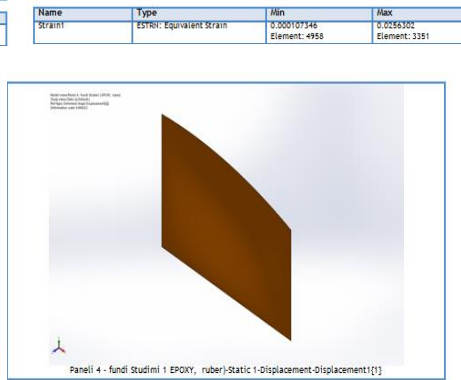 Name Type Min Max
Strain1 ESTRN: Equivalent Strain 0.000107346 0.0256302
Element: 4958 Element: 3351
Paneli 4 - fundi Studimi 1 EPOXY, ruber)-Static 1-Displacement-Displacement1{1}